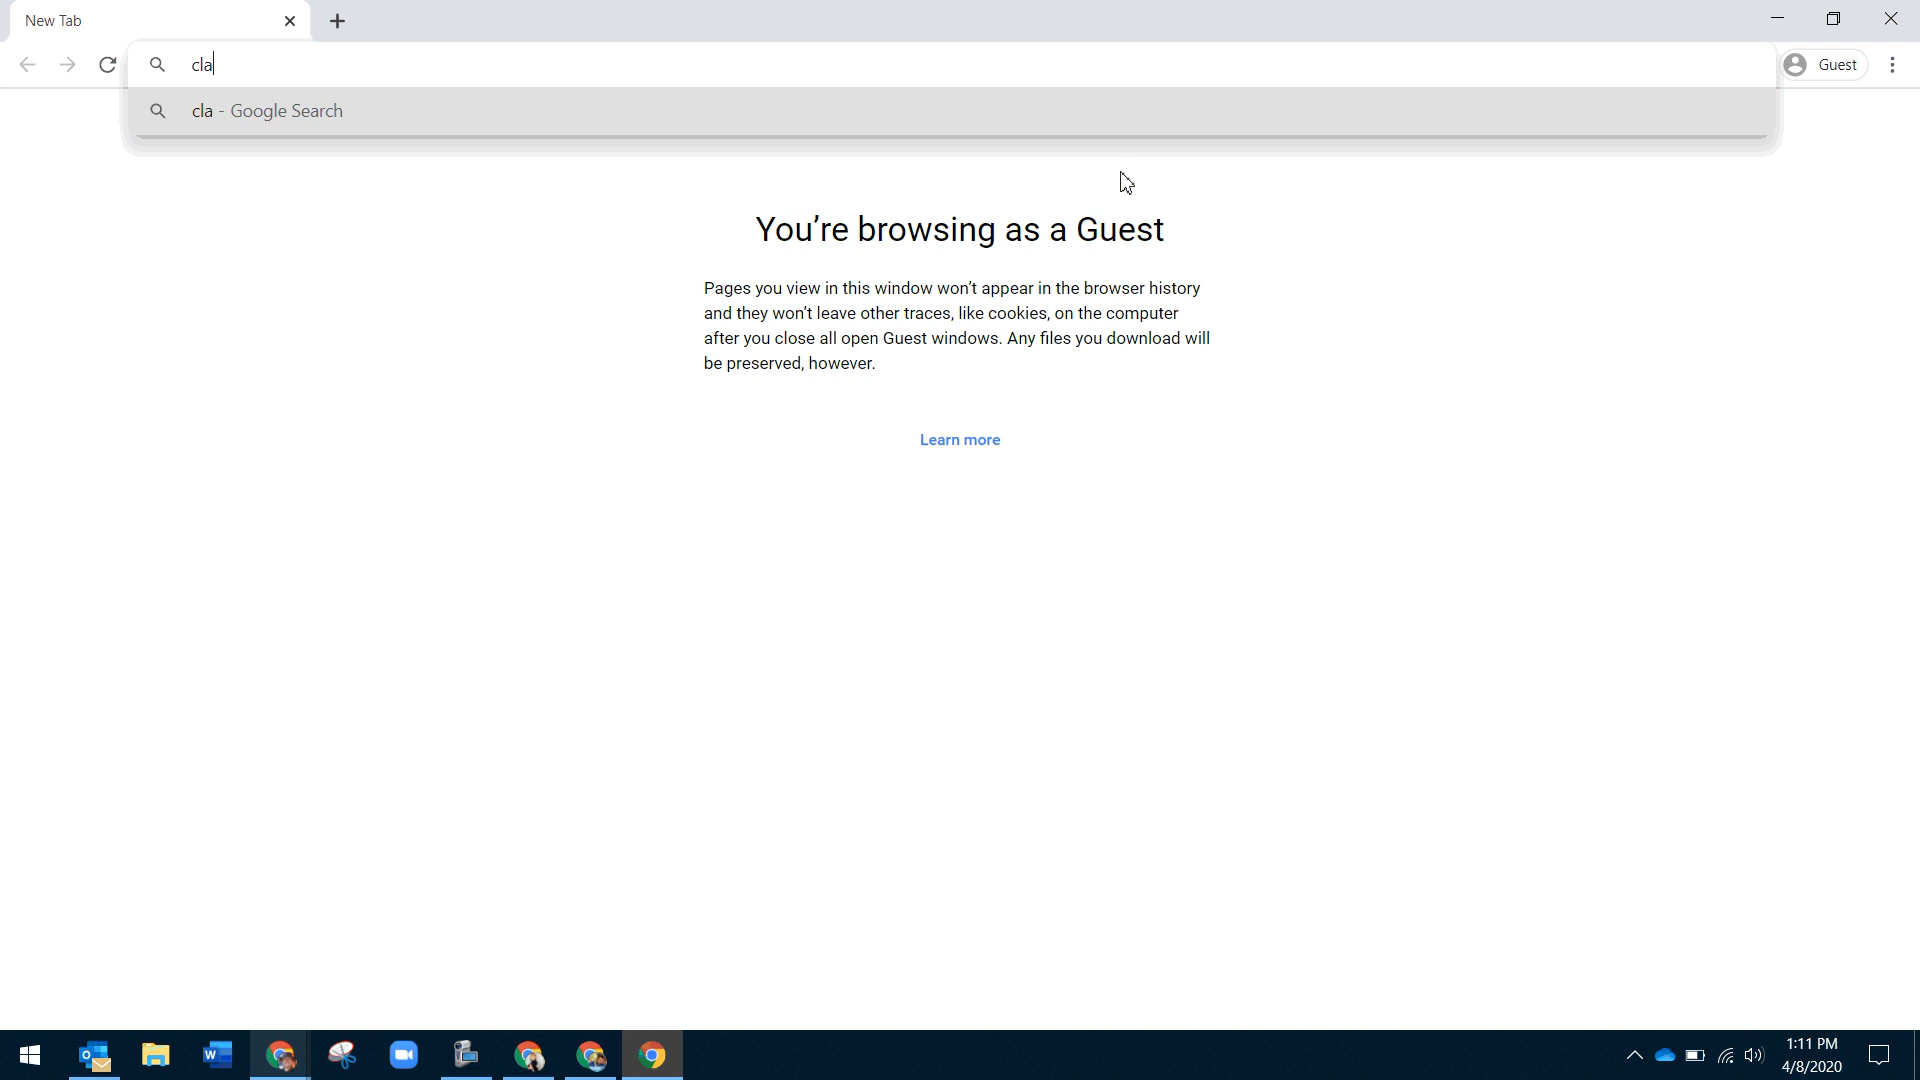 New Tab
cla
Guest
cla - Google Search
You’re browsing as a Guest
Pages you view in this window won’t appear in the browser history
and they won’t leave other traces, like cookies, on the computer
after you close all open Guest windows. Any files you download will
be preserved, however.
Learn more
1:11 PM
4/8/2020